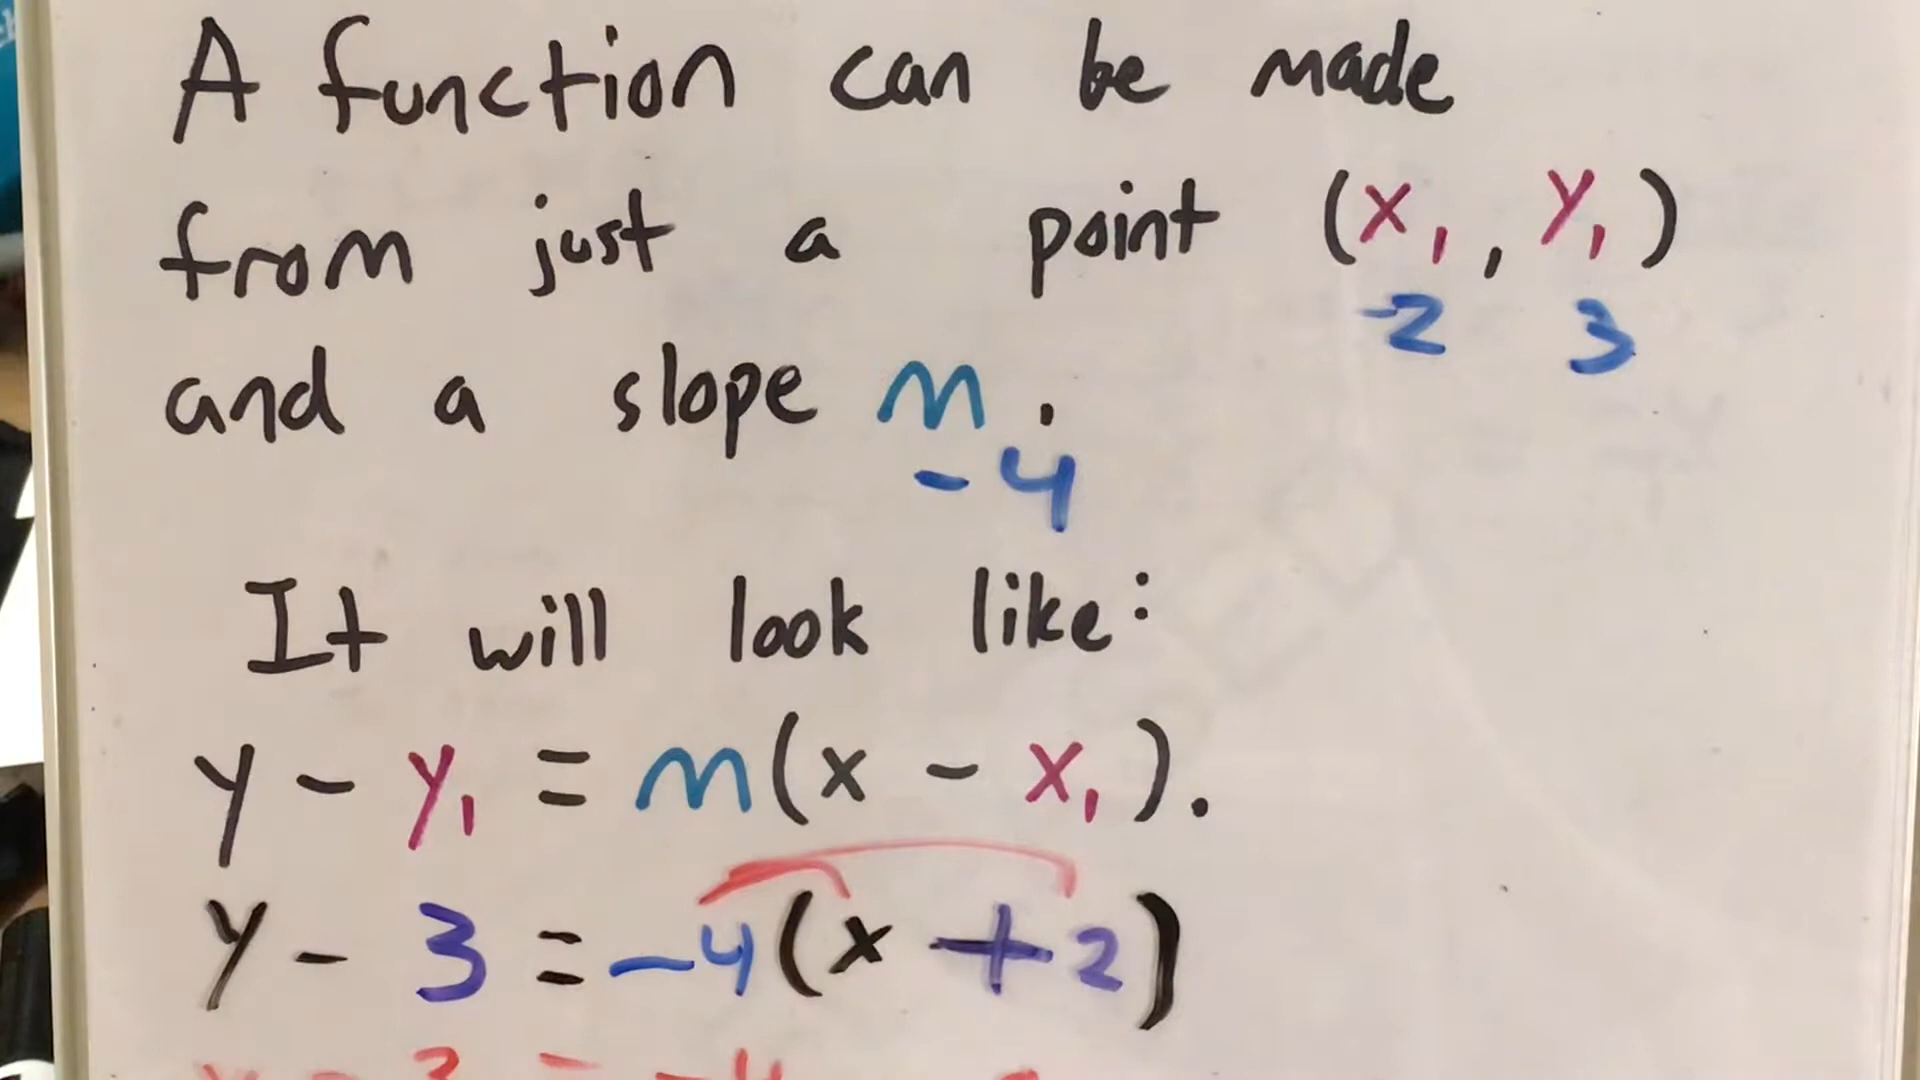 A function can be made
from just a point (x₁, y₁)
-2 3
and a slope m.
-4
It will look like:
y - y₁ = m(x - x₁).
y - 3 = -4(x + 2)